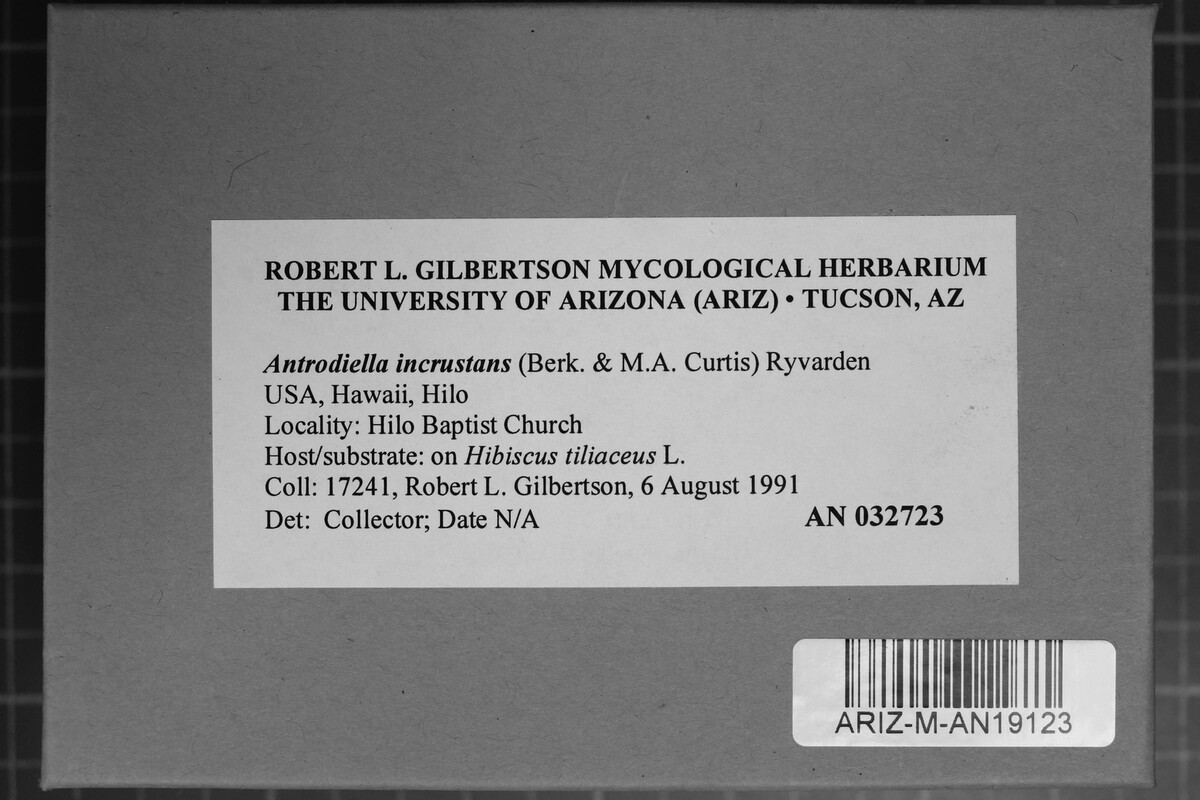 ROBERT L. GILBERTSON MYCOLOGICAL HERBARIUM
THE UNIVERSITY OF ARIZONA (ARIZ) • TUCSON, AZ
Antrodiella incrustans (Berk. & M.A. Curtis) Ryvarden
USA, Hawaii, Hilo
Locality: Hilo Baptist Church
Host/substrate: on Hibiscus tiliaceus L.
Coll: 17241, Robert L. Gilbertson, 6 August 1991
Det: Collector; Date N/A AN 032723
ARIZ-M-AN19123